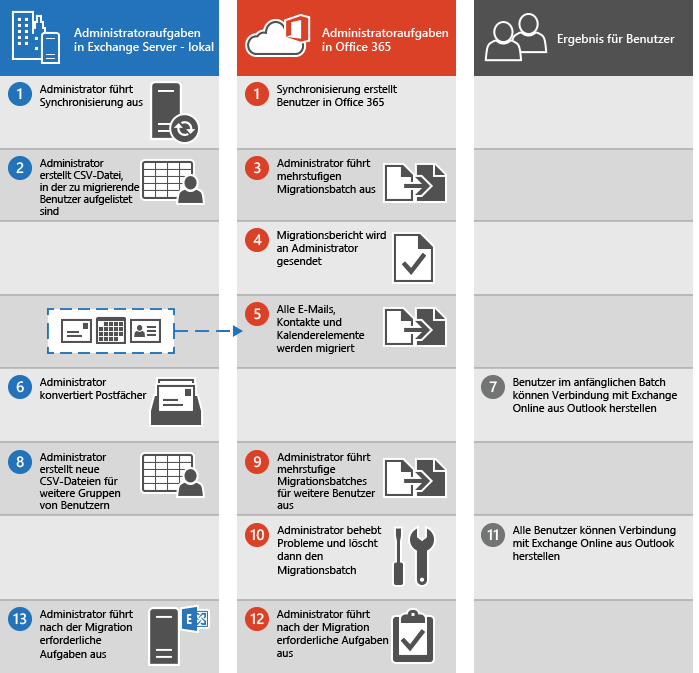 Administratoraufgaben
in Exchange Server - lokal
Administratoraufgaben
in Office 365
Ergebnis für Benutzer
1
Administrator führt
Synchronisierung aus
1
Synchronisierung erstellt
Benutzer in Office 365
2
Administrator
erstellt CSV-Datei,
in der zu migrierende
Benutzer aufgelistet
sind
3
Administrator führt
mehrstufigen
Migrationsbatch aus
4
Migrationsbericht wird
an Administrator
gesendet
5
Alle E-Mails,
Kontakte und
Kalenderelemente
werden migriert
6
Administrator
konvertiert Postfächer
7
Benutzer im anfänglichen Batch
können Verbindung mit Exchange
Online aus Outlook herstellen
8
Administrator
erstellt neue
CSV-Dateien für
weitere Gruppen
von Benutzern
9
Administrator führt
mehrstufige
Migrationsbatches
für weitere Benutzer
aus
10
Administrator behebt
Probleme und löscht
dann den
Migrationsbatch
11
Alle Benutzer können Verbindung
mit Exchange Online aus Outlook
herstellen
13
Administrator führt
nach der Migration
erforderliche
Aufgaben aus
E
12
Administrator führt
nach der Migration
erforderliche Aufgaben
aus